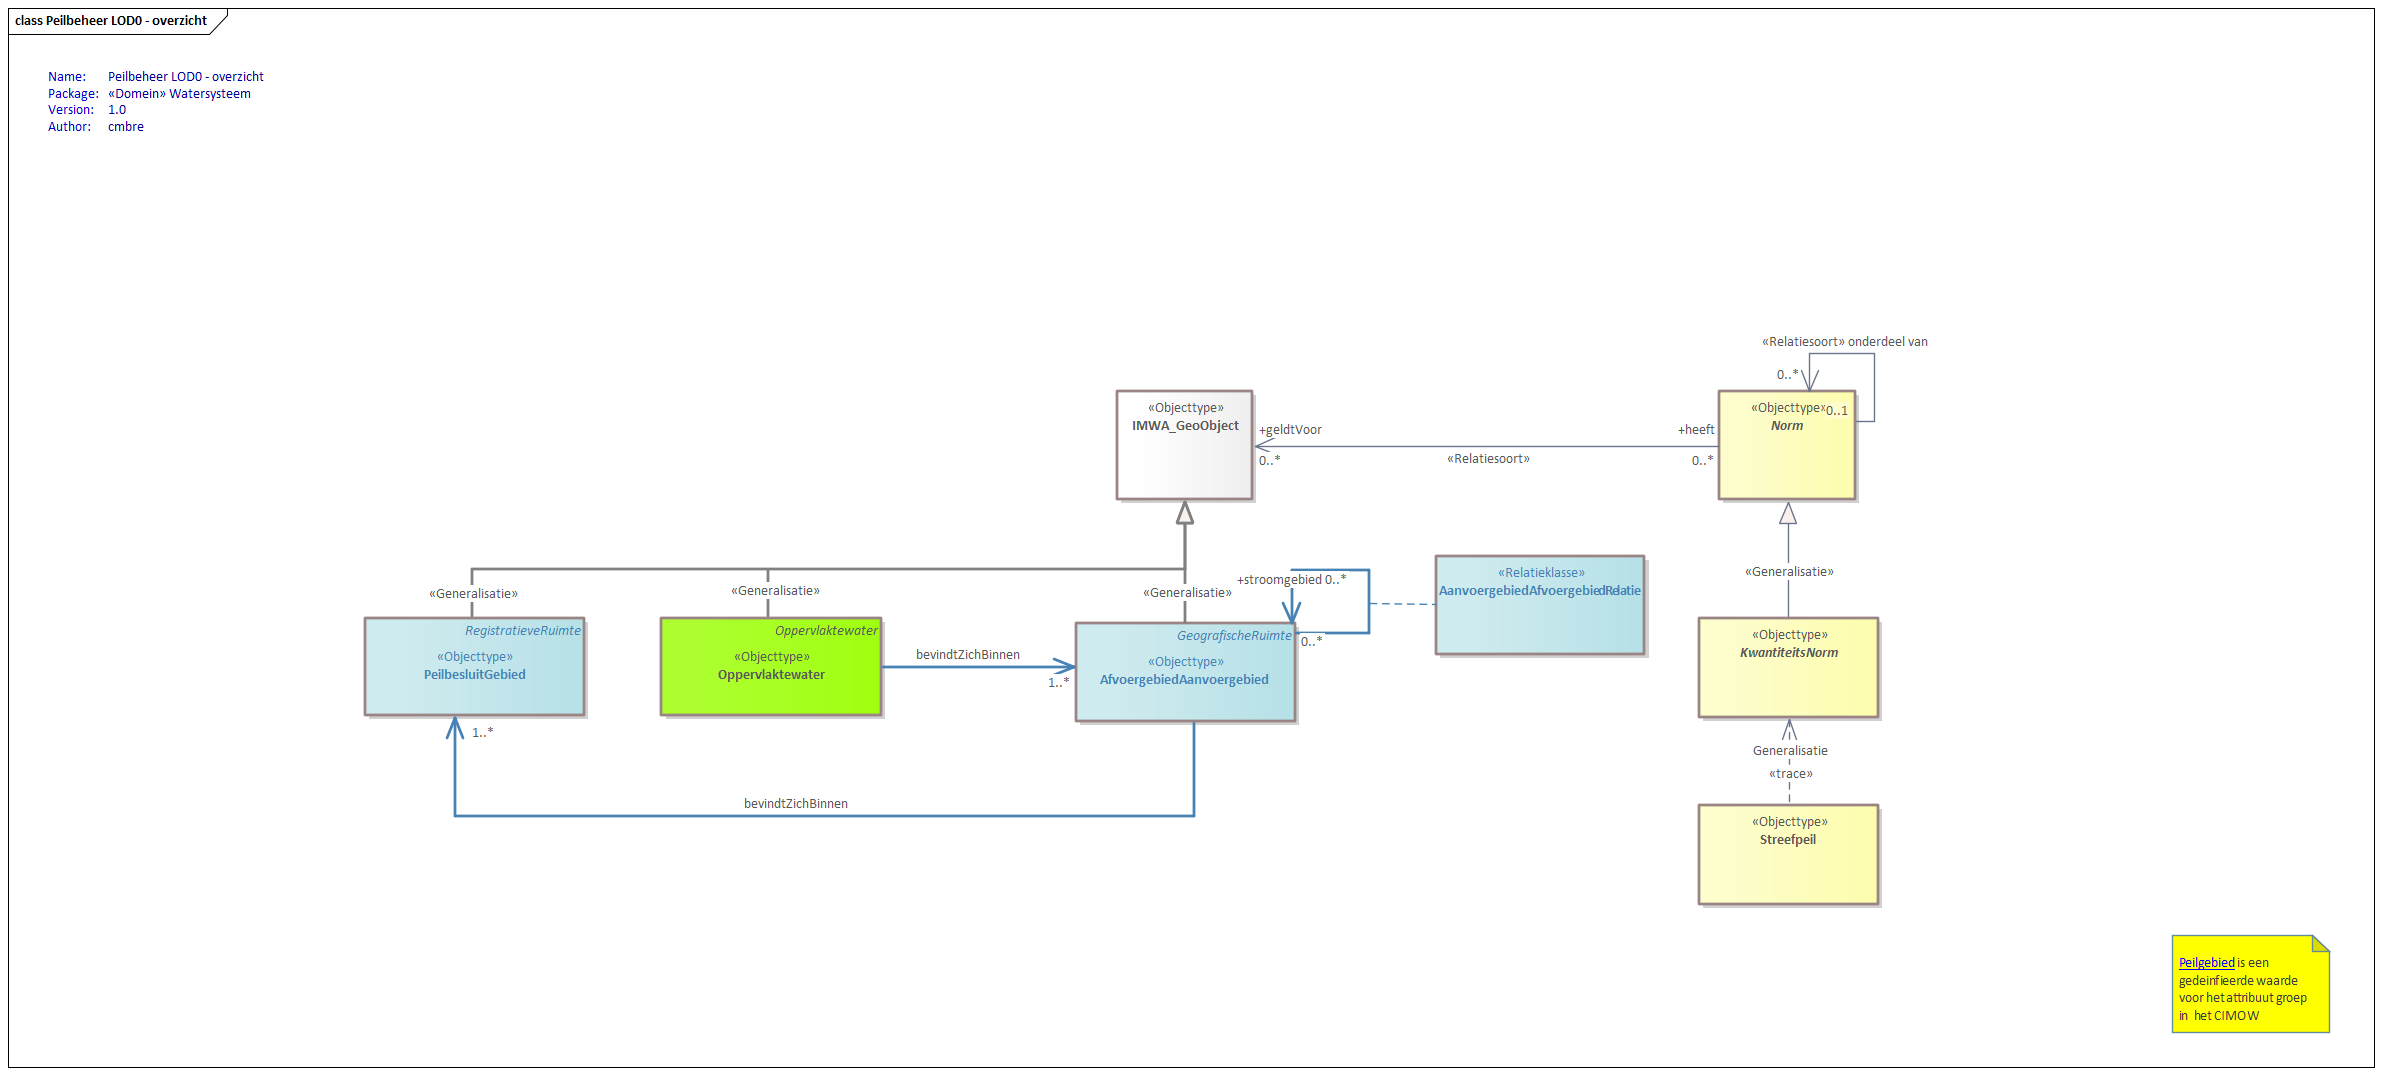 class Peilbeheer LOD0 - overzicht
Name: Peilbeheer LOD0 - overzicht
Package: «Domein» Watersysteem
Version: 1.0
Author: cmbre
«Relatiesoort» onderdeel van
0..*
«Objecttype»
0..1
Norm
«Objecttype»
IMWA_GeoObject
+geldtVoor
0..*
«Relatiesoort»
+heeft
0..*
«Generalisatie»
«Generalisatie»
«Generalisatie»
«Generalisatie»
+stroomgebied 0..*
0..*
«Relatieklasse»
AanvoergebiedAfvoergebiedRelatie
RegistratieveRuimte
«Objecttype»
PeilbesluitGebied
Oppervlaktewater
«Objecttype»
Oppervlaktewater
bevindtZichBinnen
1..*
GeografischeRuimte
«Objecttype»
AfvoergebiedAanvoergebied
«Objecttype»
KwantiteitsNorm
1..*
bevindtZichBinnen
Generalisatie
«trace»
«Objecttype»
Streefpeil
Peilgebied is een
gedeinfieerde waarde
voor het attribuut groep
in het CIMOW